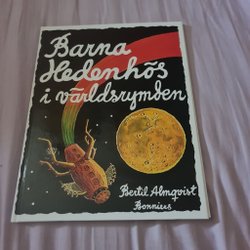 Barna
Hedenhös
i världsrymden
Bertil Almqvist
Bonniers